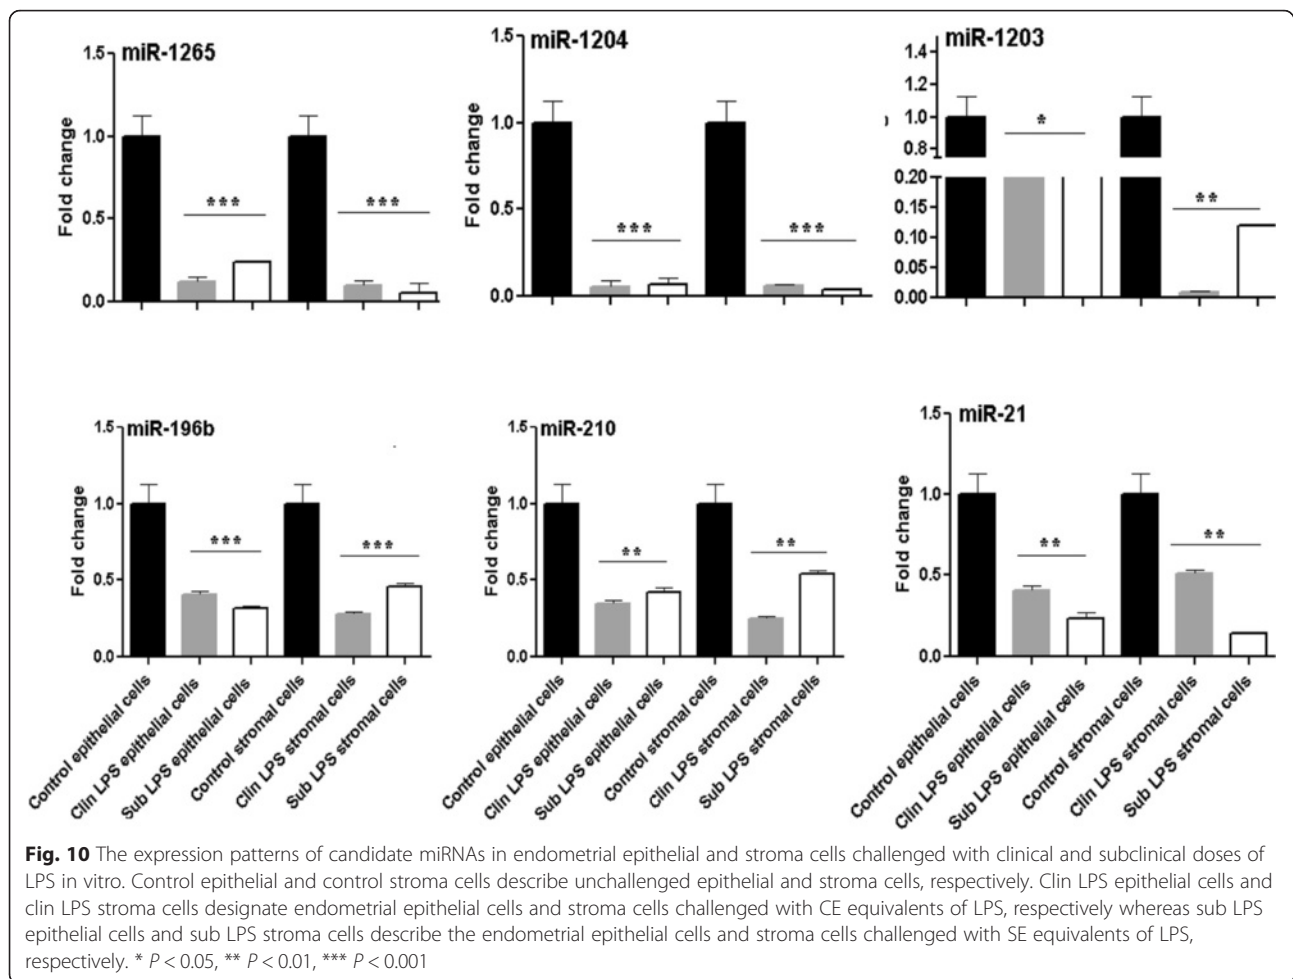 miR-1265
1.5
1.0
0.5
0.0
Fold change
***
***
miR-1204
1.5
1.0
0.5
0.0
Fold change
***
***
miR-1203
1.4
1.2
1.0
0.8
0.20
0.15
0.10
0.05
0.00
*
**
miR-196b
1.5
1.0
0.5
0.0
Fold change
***
***
Control epithelial cells
Clin LPS epithelial cells
Sub LPS epithelial cells
Control stromal cells
Clin LPS stromal cells
Sub LPS stromal cells
miR-210
1.5
1.0
0.5
0.0
Fold change
**
**
Control epithelial cells
Clin LPS epithelial cells
Sub LPS epithelial cells
Control stromal cells
Clin LPS stromal cells
Sub LPS stromal cells
miR-21
1.5
1.0
0.5
0.0
Fold change
**
**
Control epithelial cells
Clin LPS epithelial cells
Sub LPS epithelial cells
Control stromal cells
Clin LPS stromal cells
Sub LPS stromal cells
Fig. 10 The expression patterns of candidate miRNAs in endometrial epithelial and stroma cells challenged with clinical and subclinical doses of
LPS in vitro. Control epithelial and control stroma cells describe unchallenged epithelial and stroma cells, respectively. Clin LPS epithelial cells and
clin LPS stroma cells designate endometrial epithelial cells and stroma cells challenged with CE equivalents of LPS, respectively whereas sub LPS
epithelial cells and sub LPS stroma cells describe the endometrial epithelial cells and stroma cells challenged with SE equivalents of LPS,
respectively. * P < 0.05, ** P < 0.01, *** P < 0.001